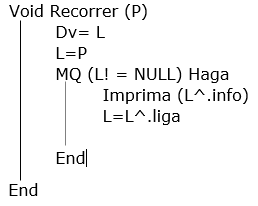 Void Recorrer (P)
Dv= L
L=P
MQ (L! = NULL) Haga
Imprima (L^.info)
L=L^.liga
End
End